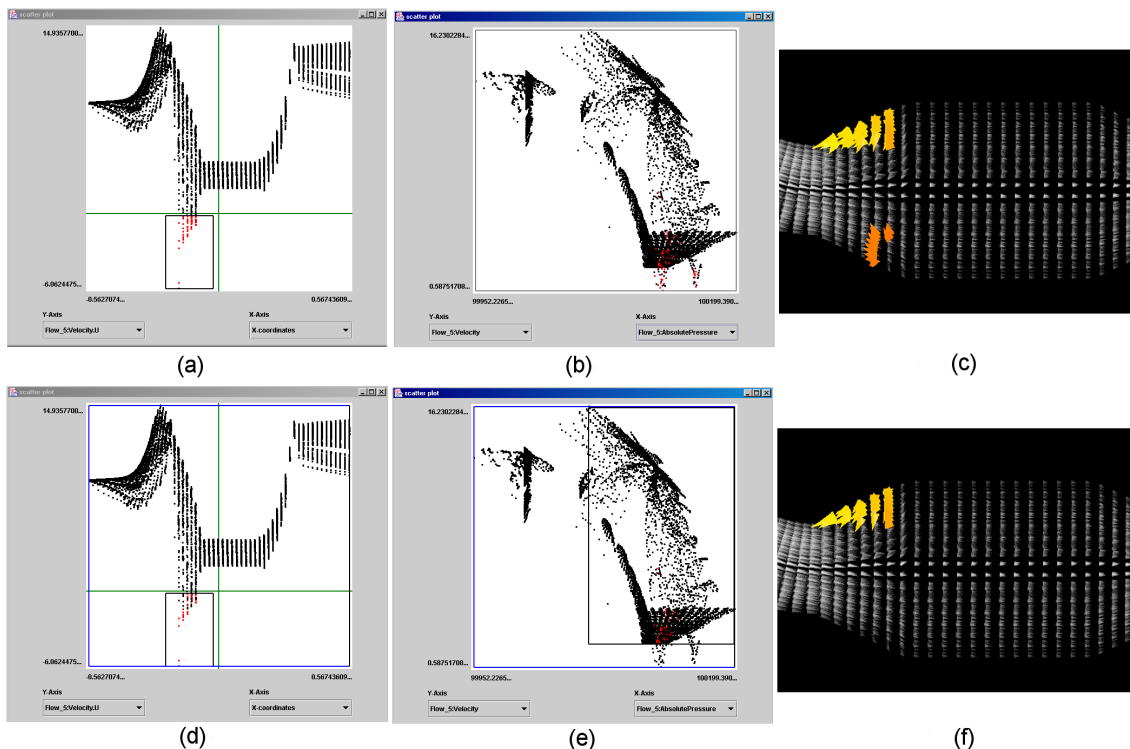 scatter plot
14.9357700...
-6.0624475...
-0.5627074...
0.56743609...
Y-Axis
X-Axis
Flow_5:Velocity.U
X-coordinates
(a)
scatter plot
16.2302284...
0.58751708...
99952.2265...
100199.390...
Y-Axis
X-Axis
Flow_5:Velocity
Flow_5:AbsolutePressure
(b)
(c)
scatter plot
14.9357700...
-6.0624475...
-0.5627074...
0.56743609...
Y-Axis
X-Axis
Flow_5:Velocity.U
X-coordinates
(d)
scatter plot
16.2302284...
0.58751708...
99952.2265...
100199.390...
Y-Axis
X-Axis
Flow_5:Velocity
Flow_5:AbsolutePressure
(e)
(f)